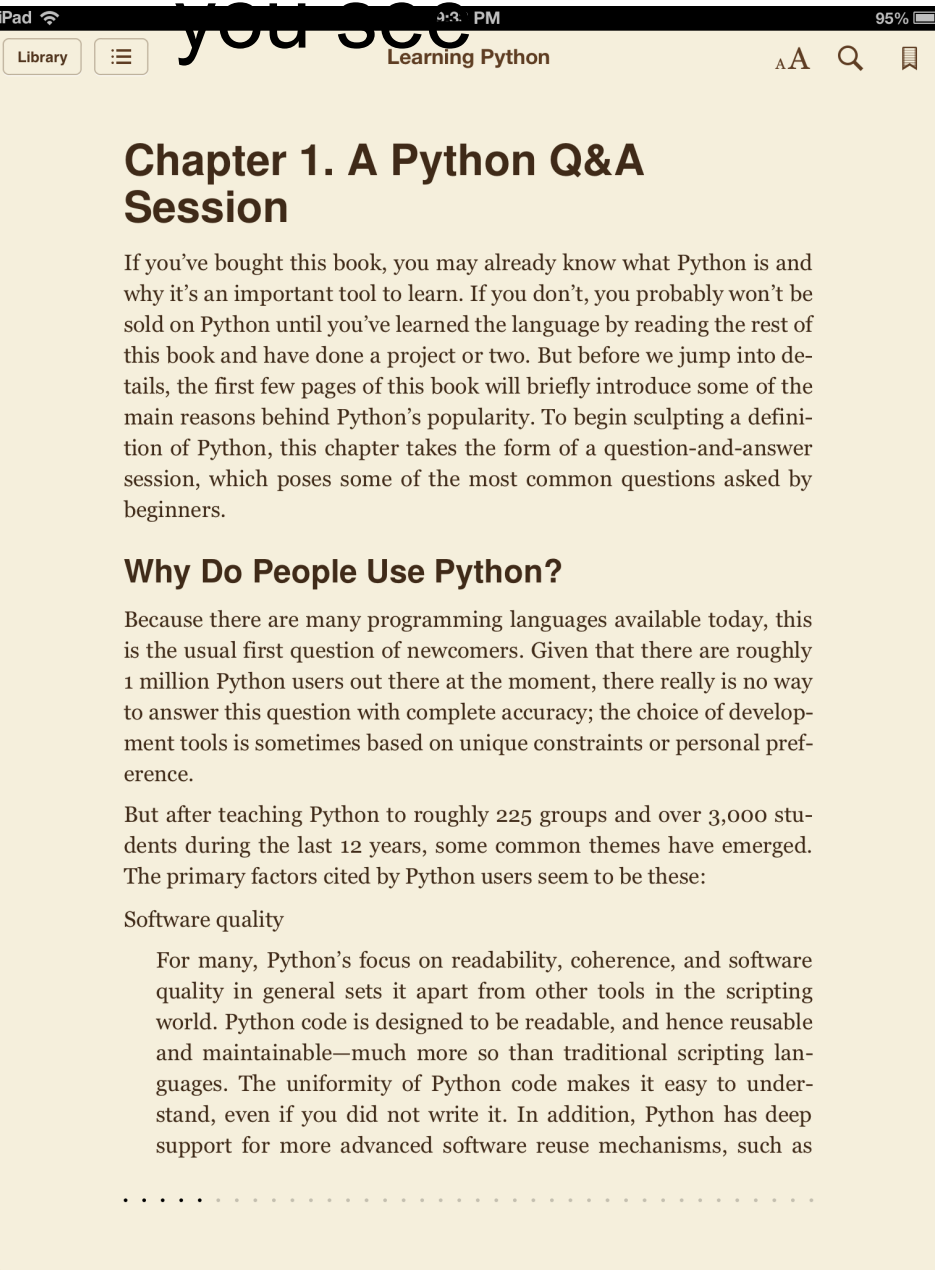 iPad PM 95%
you see
Library Learning Python AA
Chapter 1. A Python Q&A
Session
If you’ve bought this book, you may already know what Python is and
why it’s an important tool to learn. If you don’t, you probably won’t be
sold on Python until you’ve learned the language by reading the rest of
this book and have done a project or two. But before we jump into de-
tails, the first few pages of this book will briefly introduce some of the
main reasons behind Python’s popularity. To begin sculpting a defini-
tion of Python, this chapter takes the form of a question-and-answer
session, which poses some of the most common questions asked by
beginners.
Why Do People Use Python?
Because there are many programming languages available today, this
is the usual first question of newcomers. Given that there are roughly
1 million Python users out there at the moment, there really is no way
to answer this question with complete accuracy; the choice of develop-
ment tools is sometimes based on unique constraints or personal pref-
erence.
But after teaching Python to roughly 225 groups and over 3,000 stu-
dents during the last 12 years, some common themes have emerged.
The primary factors cited by Python users seem to be these:
Software quality
For many, Python’s focus on readability, coherence, and software
quality in general sets it apart from other tools in the scripting
world. Python code is designed to be readable, and hence reusable
and maintainable—much more so than traditional scripting lan-
guages. The uniformity of Python code makes it easy to under-
stand, even if you did not write it. In addition, Python has deep
support for more advanced software reuse mechanisms, such as